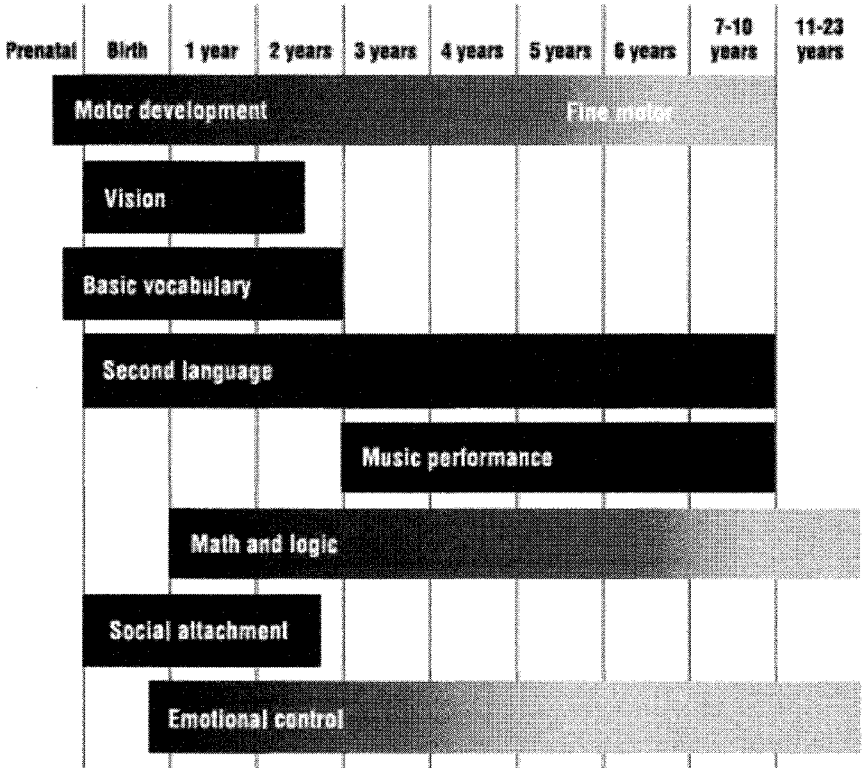 Prenatal Birth 1 year 2 years 3 years 4 years 5 years 6 years 7-10 years 11-23 years
Motor development Fine motor
Vision
Basic vocabulary
Second language
Music performance
Math and logic
Social attachment
Emotional control